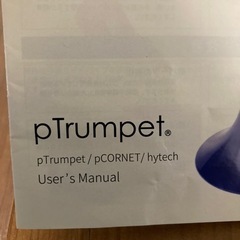 pTrumpet®
pTrumpet / pCORNET/ hytech
User's Manual